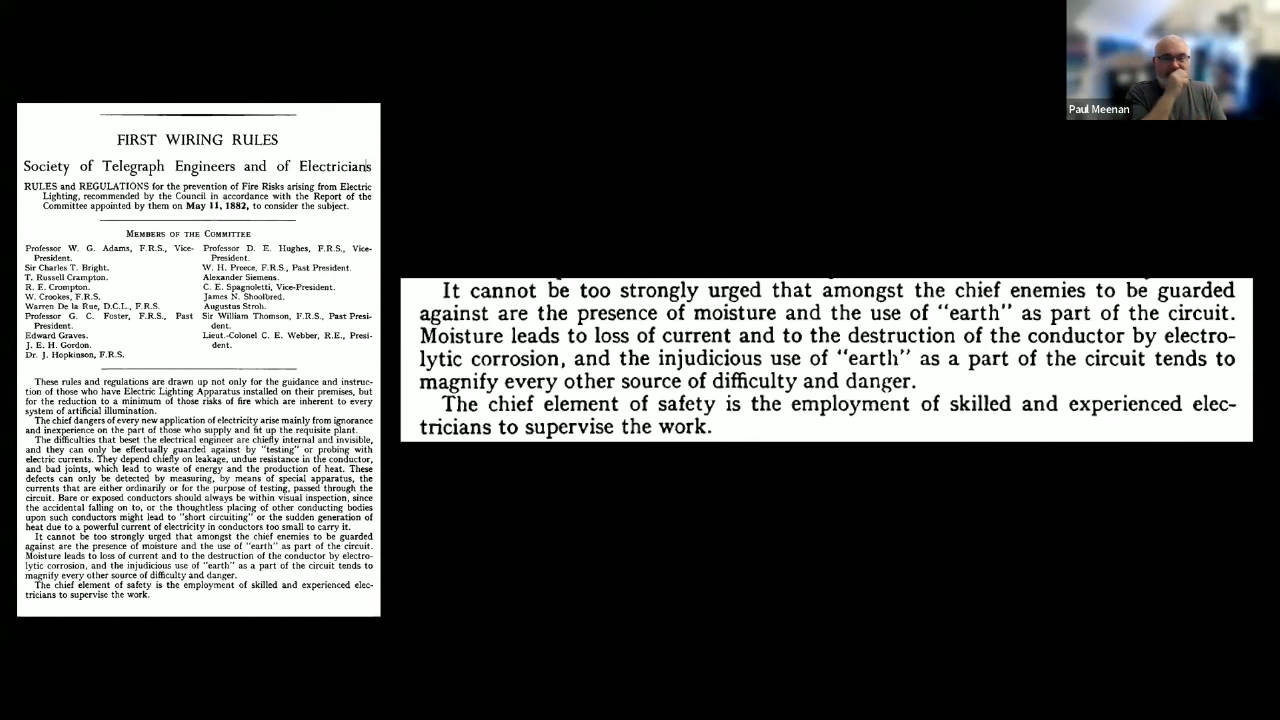 FIRST WIRING RULES
Society of Telegraph Engineers and of Electricians
RULES and REGULATIONS for the prevention of Fire Risks arising from Electric
Lighting, recommended by the Council in accordance with the Report of the
Committee appointed by them on May 11, 1882, to consider the subject.
MEMBERS OF THE COMMITTEE
Professor W. G. Adams, F.R.S., Vice-
President.
Sir Charles T. Bright.
T. Russell Crampton.
R. E. Crompton.
W. Crookes, F.R.S.
Warren De la Rue, D.C.L., F.R.S.
Professor G. C. Foster, F.R.S., Past
President.
Edward Graves.
J. E. H. Gordon.
Dr. J. Hopkinson, F.R.S.
Professor D. E. Hughes, F.R.S., Vice-
President.
W. H. Preece, F.R.S., Past President.
Alexander Siemens.
C. E. Spagnoletti, Vice-President.
James N. Shoolbred.
Augustus Stroh.
Sir William Thomson, F.R.S., Past Presi-
dent.
Lieut.-Colonel C. E. Webber, R.E., Presi-
dent.
These rules and regulations are drawn up not only for the guidance and instruc-
tion of those who have Electric Lighting Apparatus installed on their premises, but
for the reduction to a minimum of those risks of fire which are inherent to every
system of artificial illumination.
The chief dangers of every new application of electricity arise mainly from ignorance
and inexperience on the part of those who supply and fit up the requisite plant.
The difficulties that beset the electrical engineer are chiefly internal and invisible,
and they can only be effectually guarded against by "testing" or probing with
electric currents. They depend chiefly on leakage, undue resistance in the conductor,
and bad joints, which lead to waste of energy and the production of heat. These
defects can only be detected by measuring, by means of special apparatus, the
currents that are either ordinarily or for the purpose of testing, passed through the
circuit. Bare or exposed conductors should always be within visual inspection, since
the accidental falling on to, or the thoughtless placing of other conducting bodies
upon such conductors might lead to "short circuiting" or the sudden generation of
heat due to a powerful current of electricity in conductors too small to carry it.
It cannot be too strongly urged that amongst the chief enemies to be guarded
against are the presence of moisture and the use of "earth" as part of the circuit.
Moisture leads to loss of current and to the destruction of the conductor by electro-
lytic corrosion, and the injudicious use of "earth" as a part of the circuit tends to
magnify every other source of difficulty and danger.
The chief element of safety is the employment of skilled and experienced elec-
tricians to supervise the work.
It cannot be too strongly urged that amongst the chief enemies to be guarded
against are the presence of moisture and the use of "earth" as part of the circuit.
Moisture leads to loss of current and to the destruction of the conductor by electro-
lytic corrosion, and the injudicious use of "earth" as a part of the circuit tends to
magnify every other source of difficulty and danger.
The chief element of safety is the employment of skilled and experienced elec-
tricians to supervise the work.
Paul Meenan